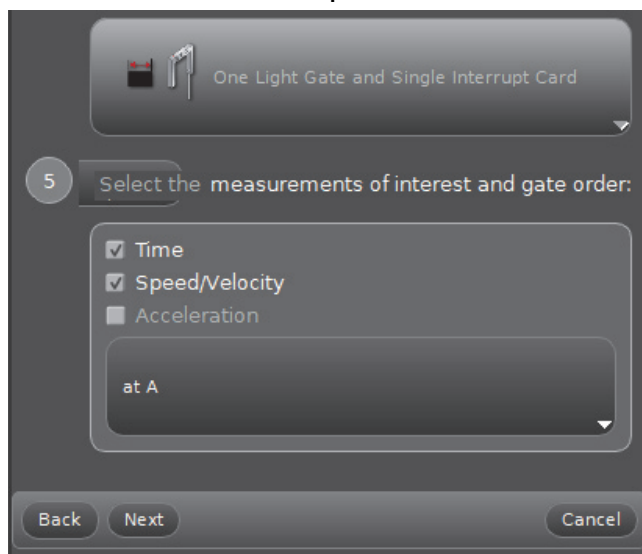 One Light Gate and Single Interrupt Card
5 Select the measurements of interest and gate order:
Time
Speed/Velocity
Acceleration
at A
Back Next Cancel